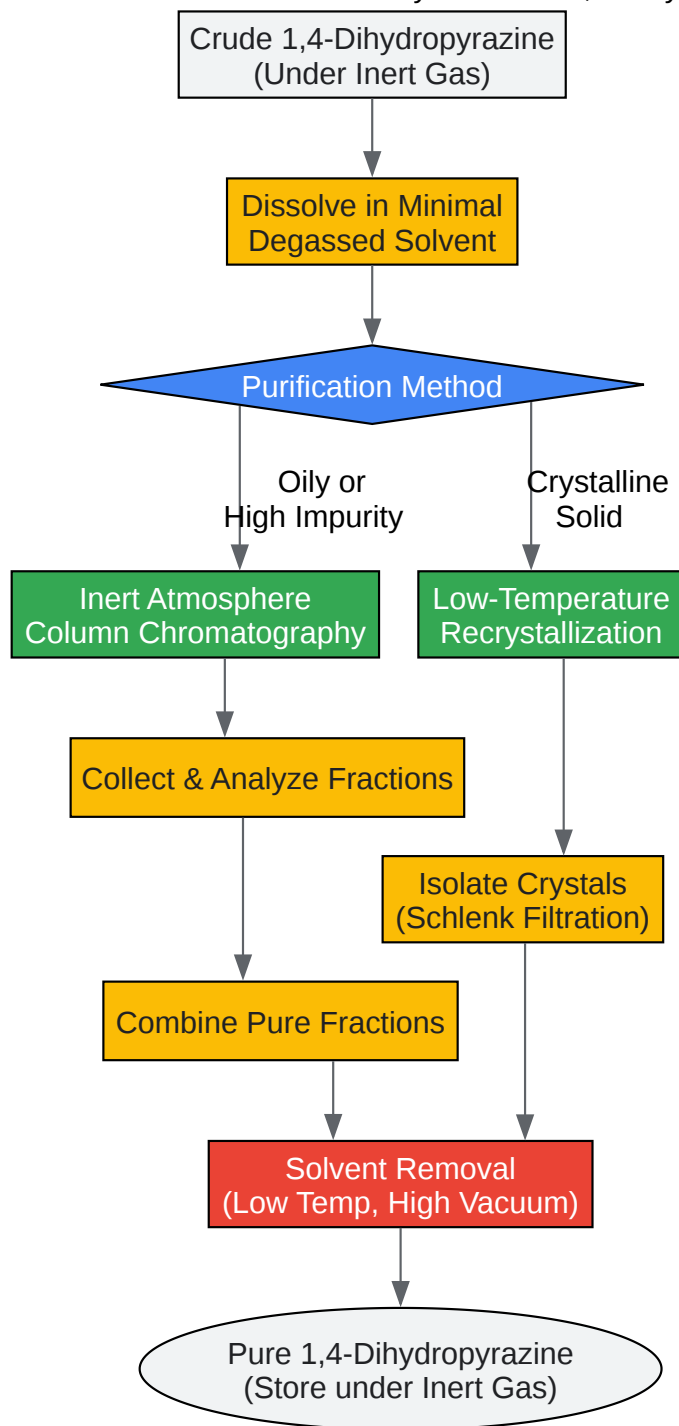 Crude 1,4-Dihydropyrazine
(Under Inert Gas)
Dissolve in Minimal
Degassed Solvent
Purification Method
Oily or
High Impurity
Crystalline
Solid
Inert Atmosphere
Column Chromatography
Low-Temperature
Recrystallization
Collect & Analyze Fractions
Isolate Crystals
(Schlenk Filtration)
Combine Pure Fractions
Solvent Removal
(Low Temp, High Vacuum)
Pure 1,4-Dihydropyrazine
(Store under Inert Gas)